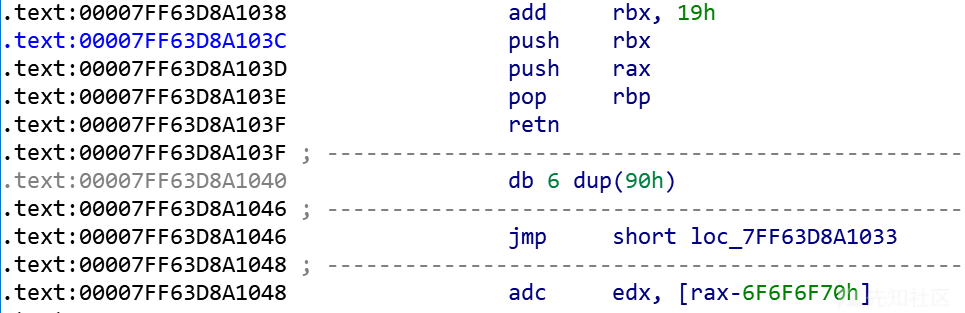 .text:00007FF63D8A1038 add rbx, 19h
.text:00007FF63D8A103C push rbx
.text:00007FF63D8A103D push rax
.text:00007FF63D8A103E pop rbp
.text:00007FF63D8A103F retn
.text:00007FF63D8A103F ; ---------------------------------------------------
.text:00007FF63D8A1040 db 6 dup(90h)
.text:00007FF63D8A1046 ; ---------------------------------------------------
.text:00007FF63D8A1046 jmp short loc_7FF63D8A1033
.text:00007FF63D8A1048 ; ---------------------------------------------------
.text:00007FF63D8A1048 adc edx, [rax-6F6F6F70h]
先知社区